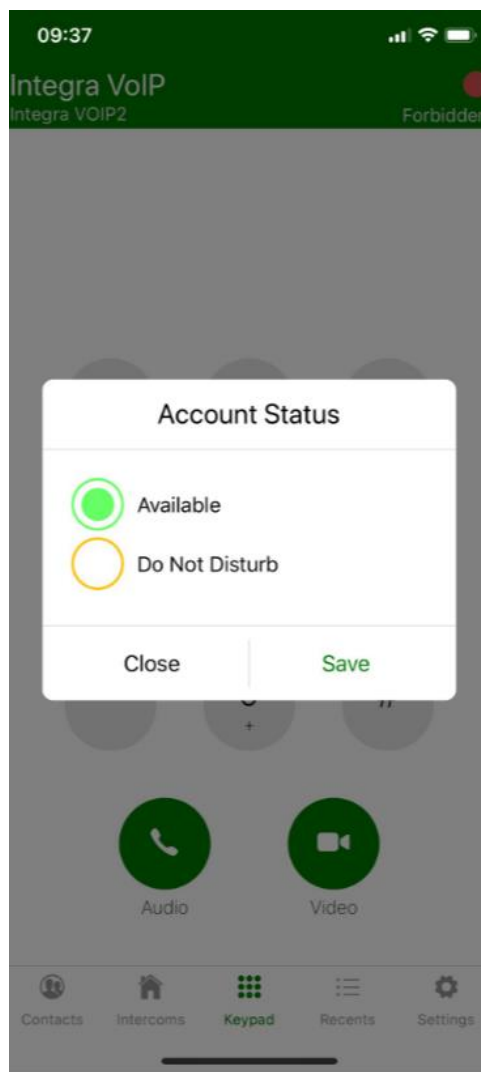 09:37
Integra VoIP
Integra VOIP2
Forbidden
Account Status
Available
Do Not Disturb
Close
Save
+
Audio
Video
Contacts
Intercoms
Keypad
Recents
Settings